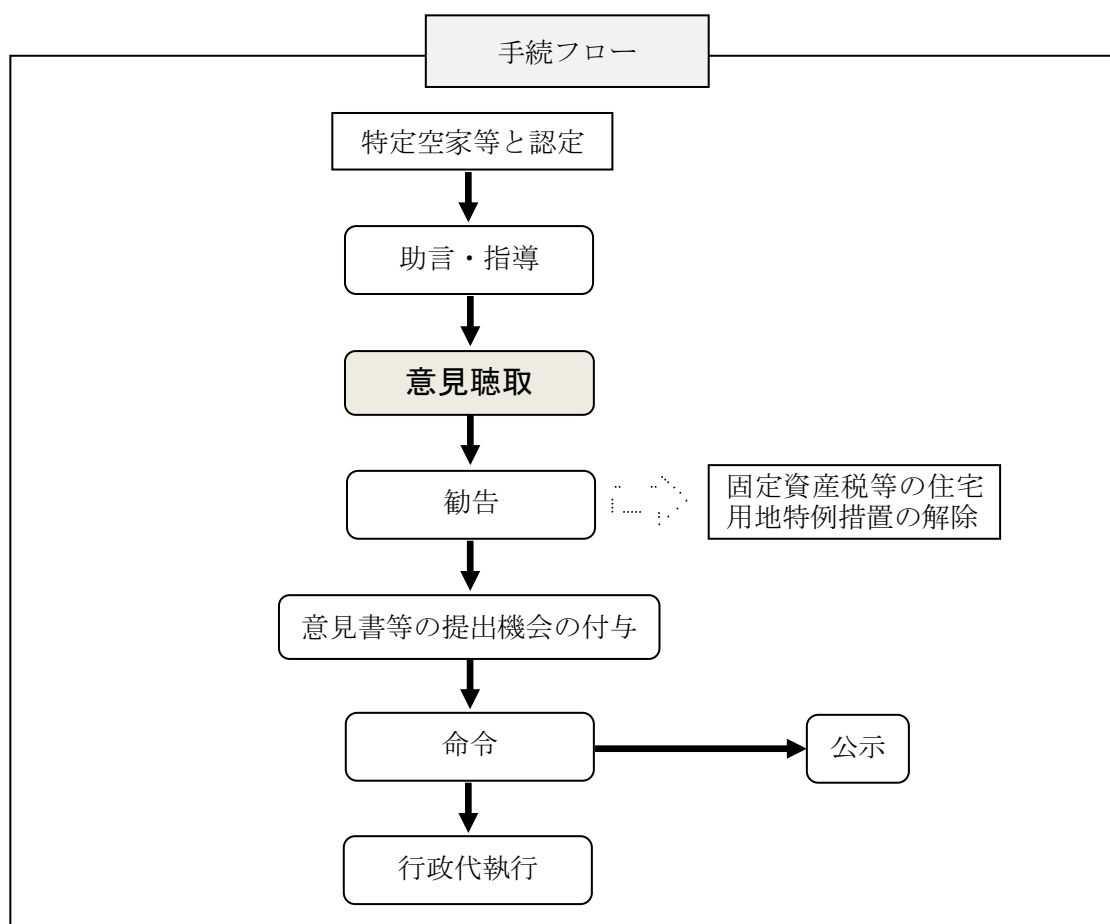 手続フロー
特定空家等と認定
助言・指導
意見聴取
勧告
固定資産税等の住宅
用地特例措置の解除
意見書等の提出機会の付与
命令
公示
行政代執行